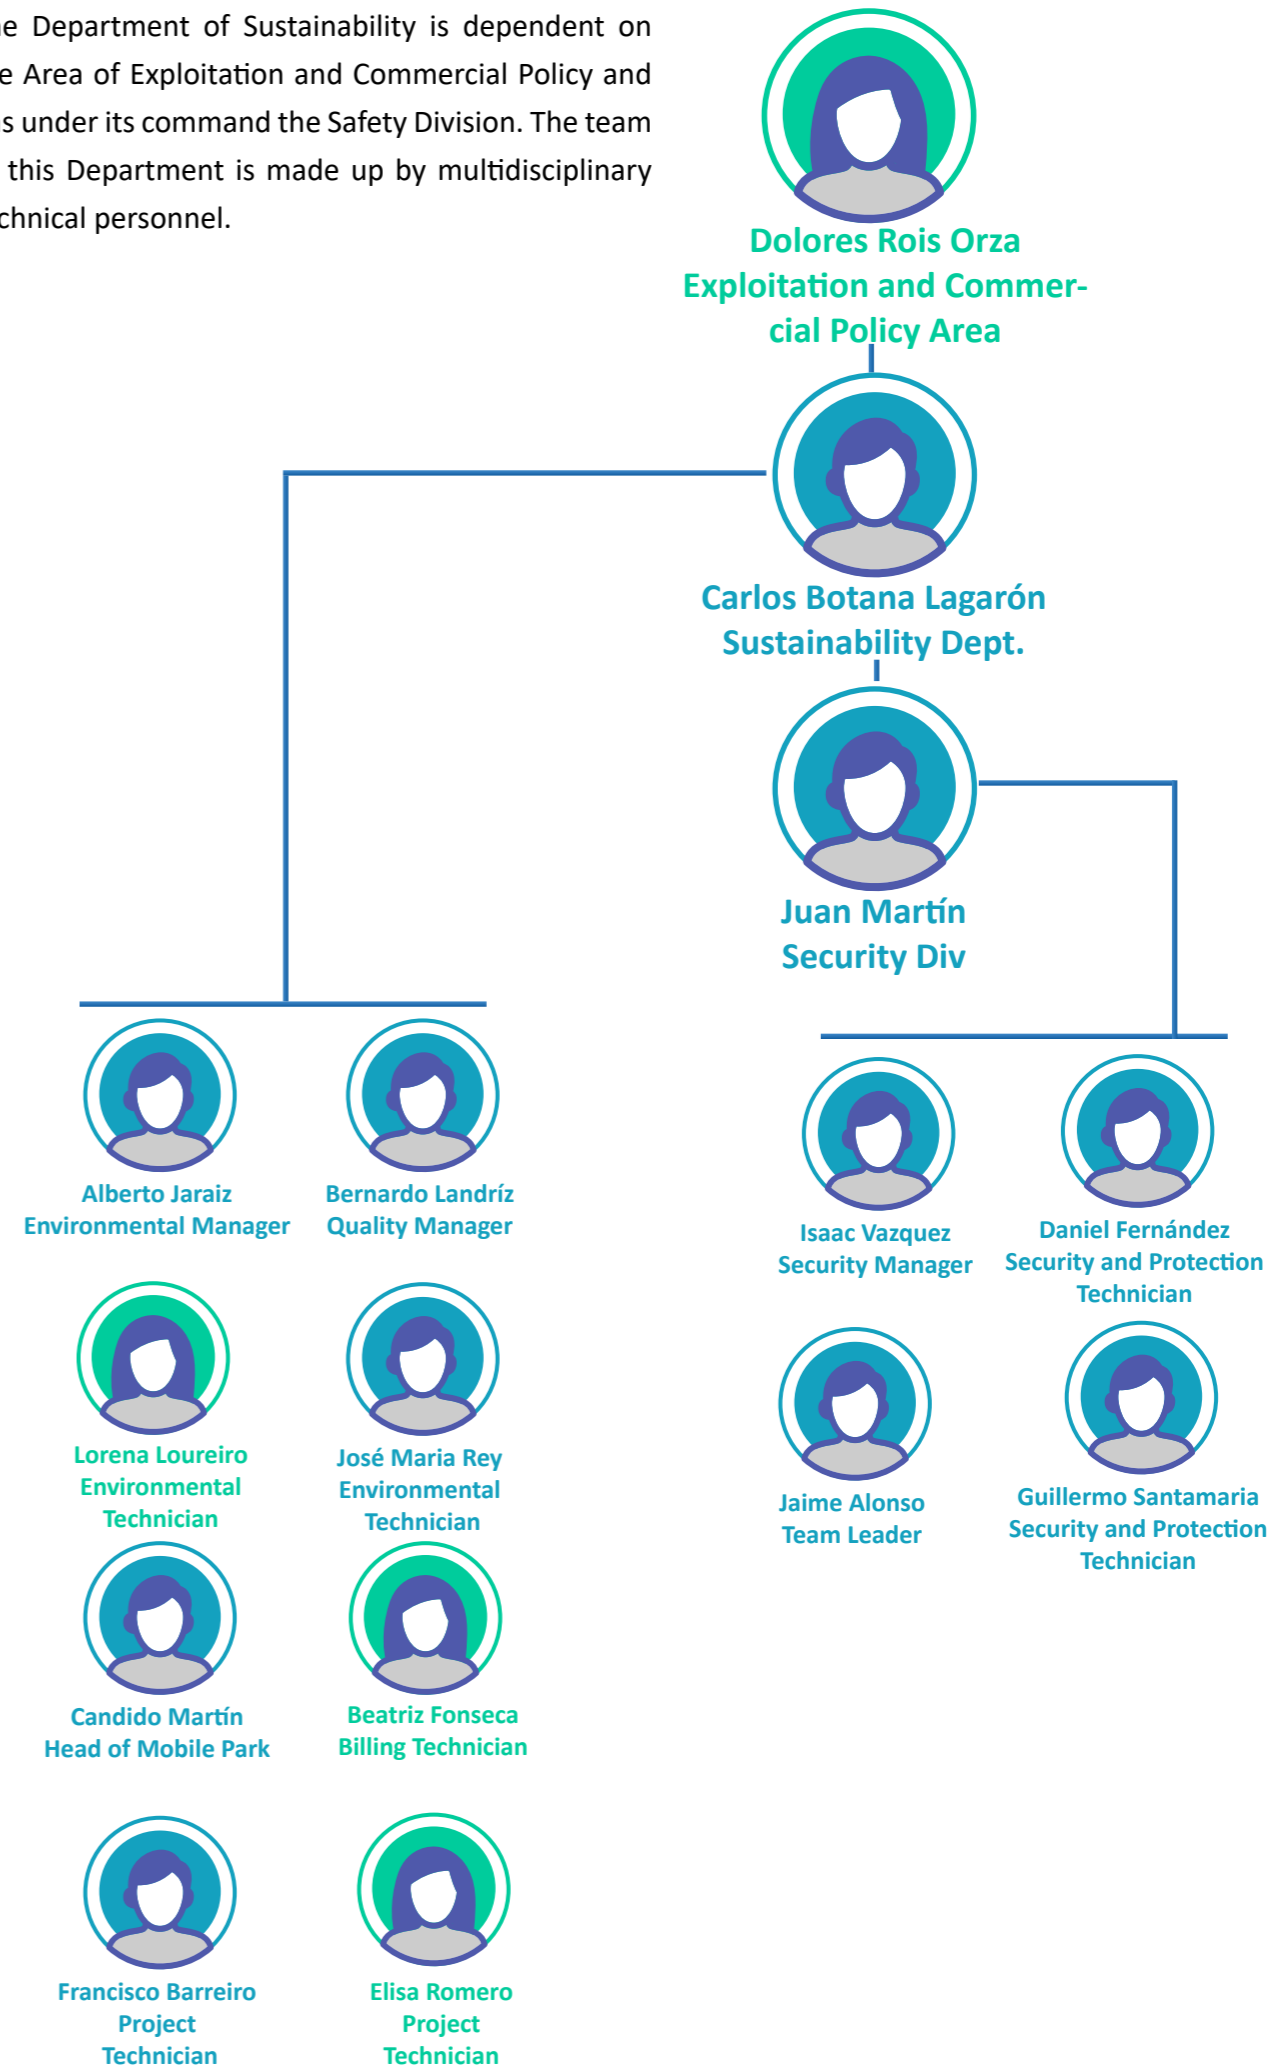 Department of Sustainability is dependent on
Area of Exploitation and Commercial Policy and
under its command the Safety Division. The team
this Department is made up by multidisciplinary
personnel.
Dolores Rois Orza
Exploitation and Commer-
cial Policy Area
Carlos Botana Lagarón
Sustainability Dept.
Juan Martín
Security Div
Alberto Jaraiz
Environmental Manager
Bernardo Landríz
Quality Manager
Isaac Vazquez
Security Manager
Daniel Fernández
Security and Protection
Technician
Lorena Loureiro
Environmental
Technician
José Maria Rey
Environmental
Technician
Jaime Alonso
Team Leader
Guillermo Santamaria
Security and Protection
Technician
Candido Martín
Head of Mobile Park
Beatriz Fonseca
Billing Technician
Francisco Barreiro
Project
Technician
Elisa Romero
Project
Technician